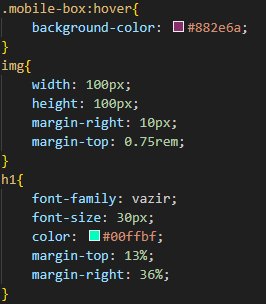 .mobile-box:hover{
background-color: #882e6a;
}
img{
width: 100px;
height: 100px;
margin-right: 10px;
margin-top: 0.75rem;
}
h1{
font-family: vazir;
font-size: 30px;
color: #00ffbf;
margin-top: 13%;
margin-right: 36%;
}